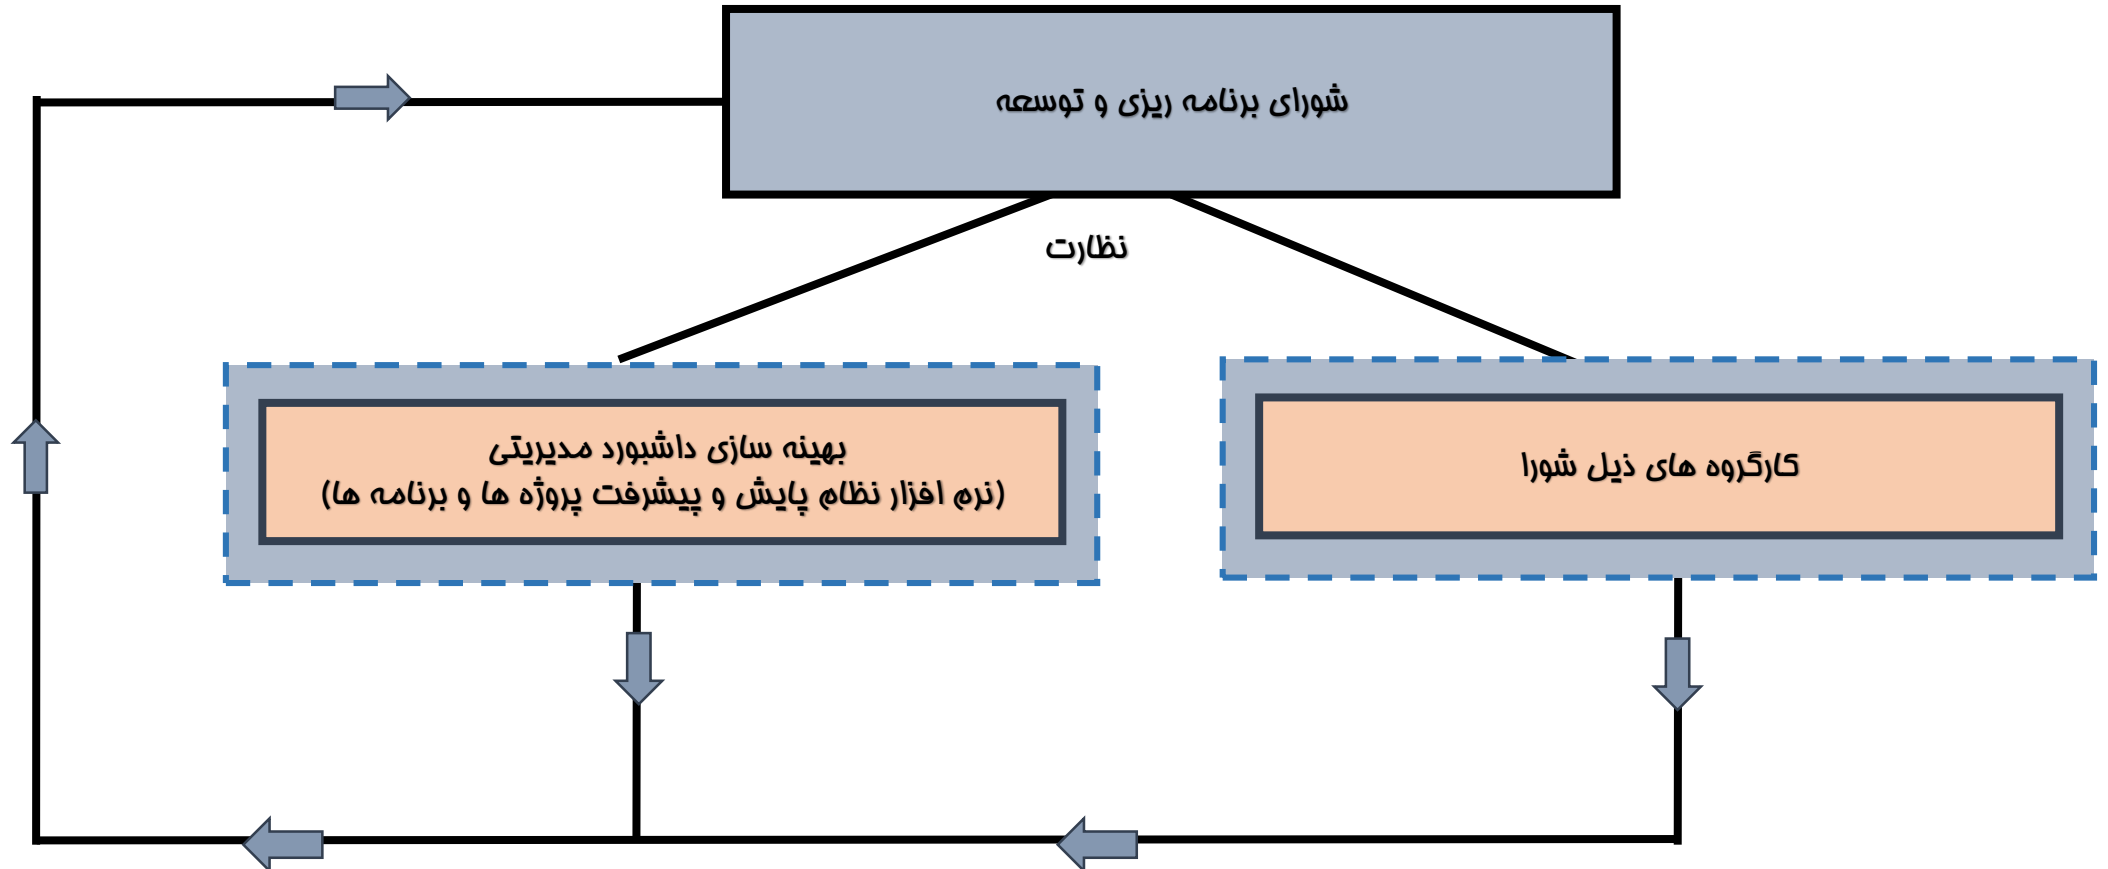 شورای برنامه ریزی و توسعه
نظارت
کارگروه های ذیل شورا
بهینه سازی داشبورد مدیریتی
(نرم افزار نظام پایش و پیشرفت پروژه ها و برنامه ها)